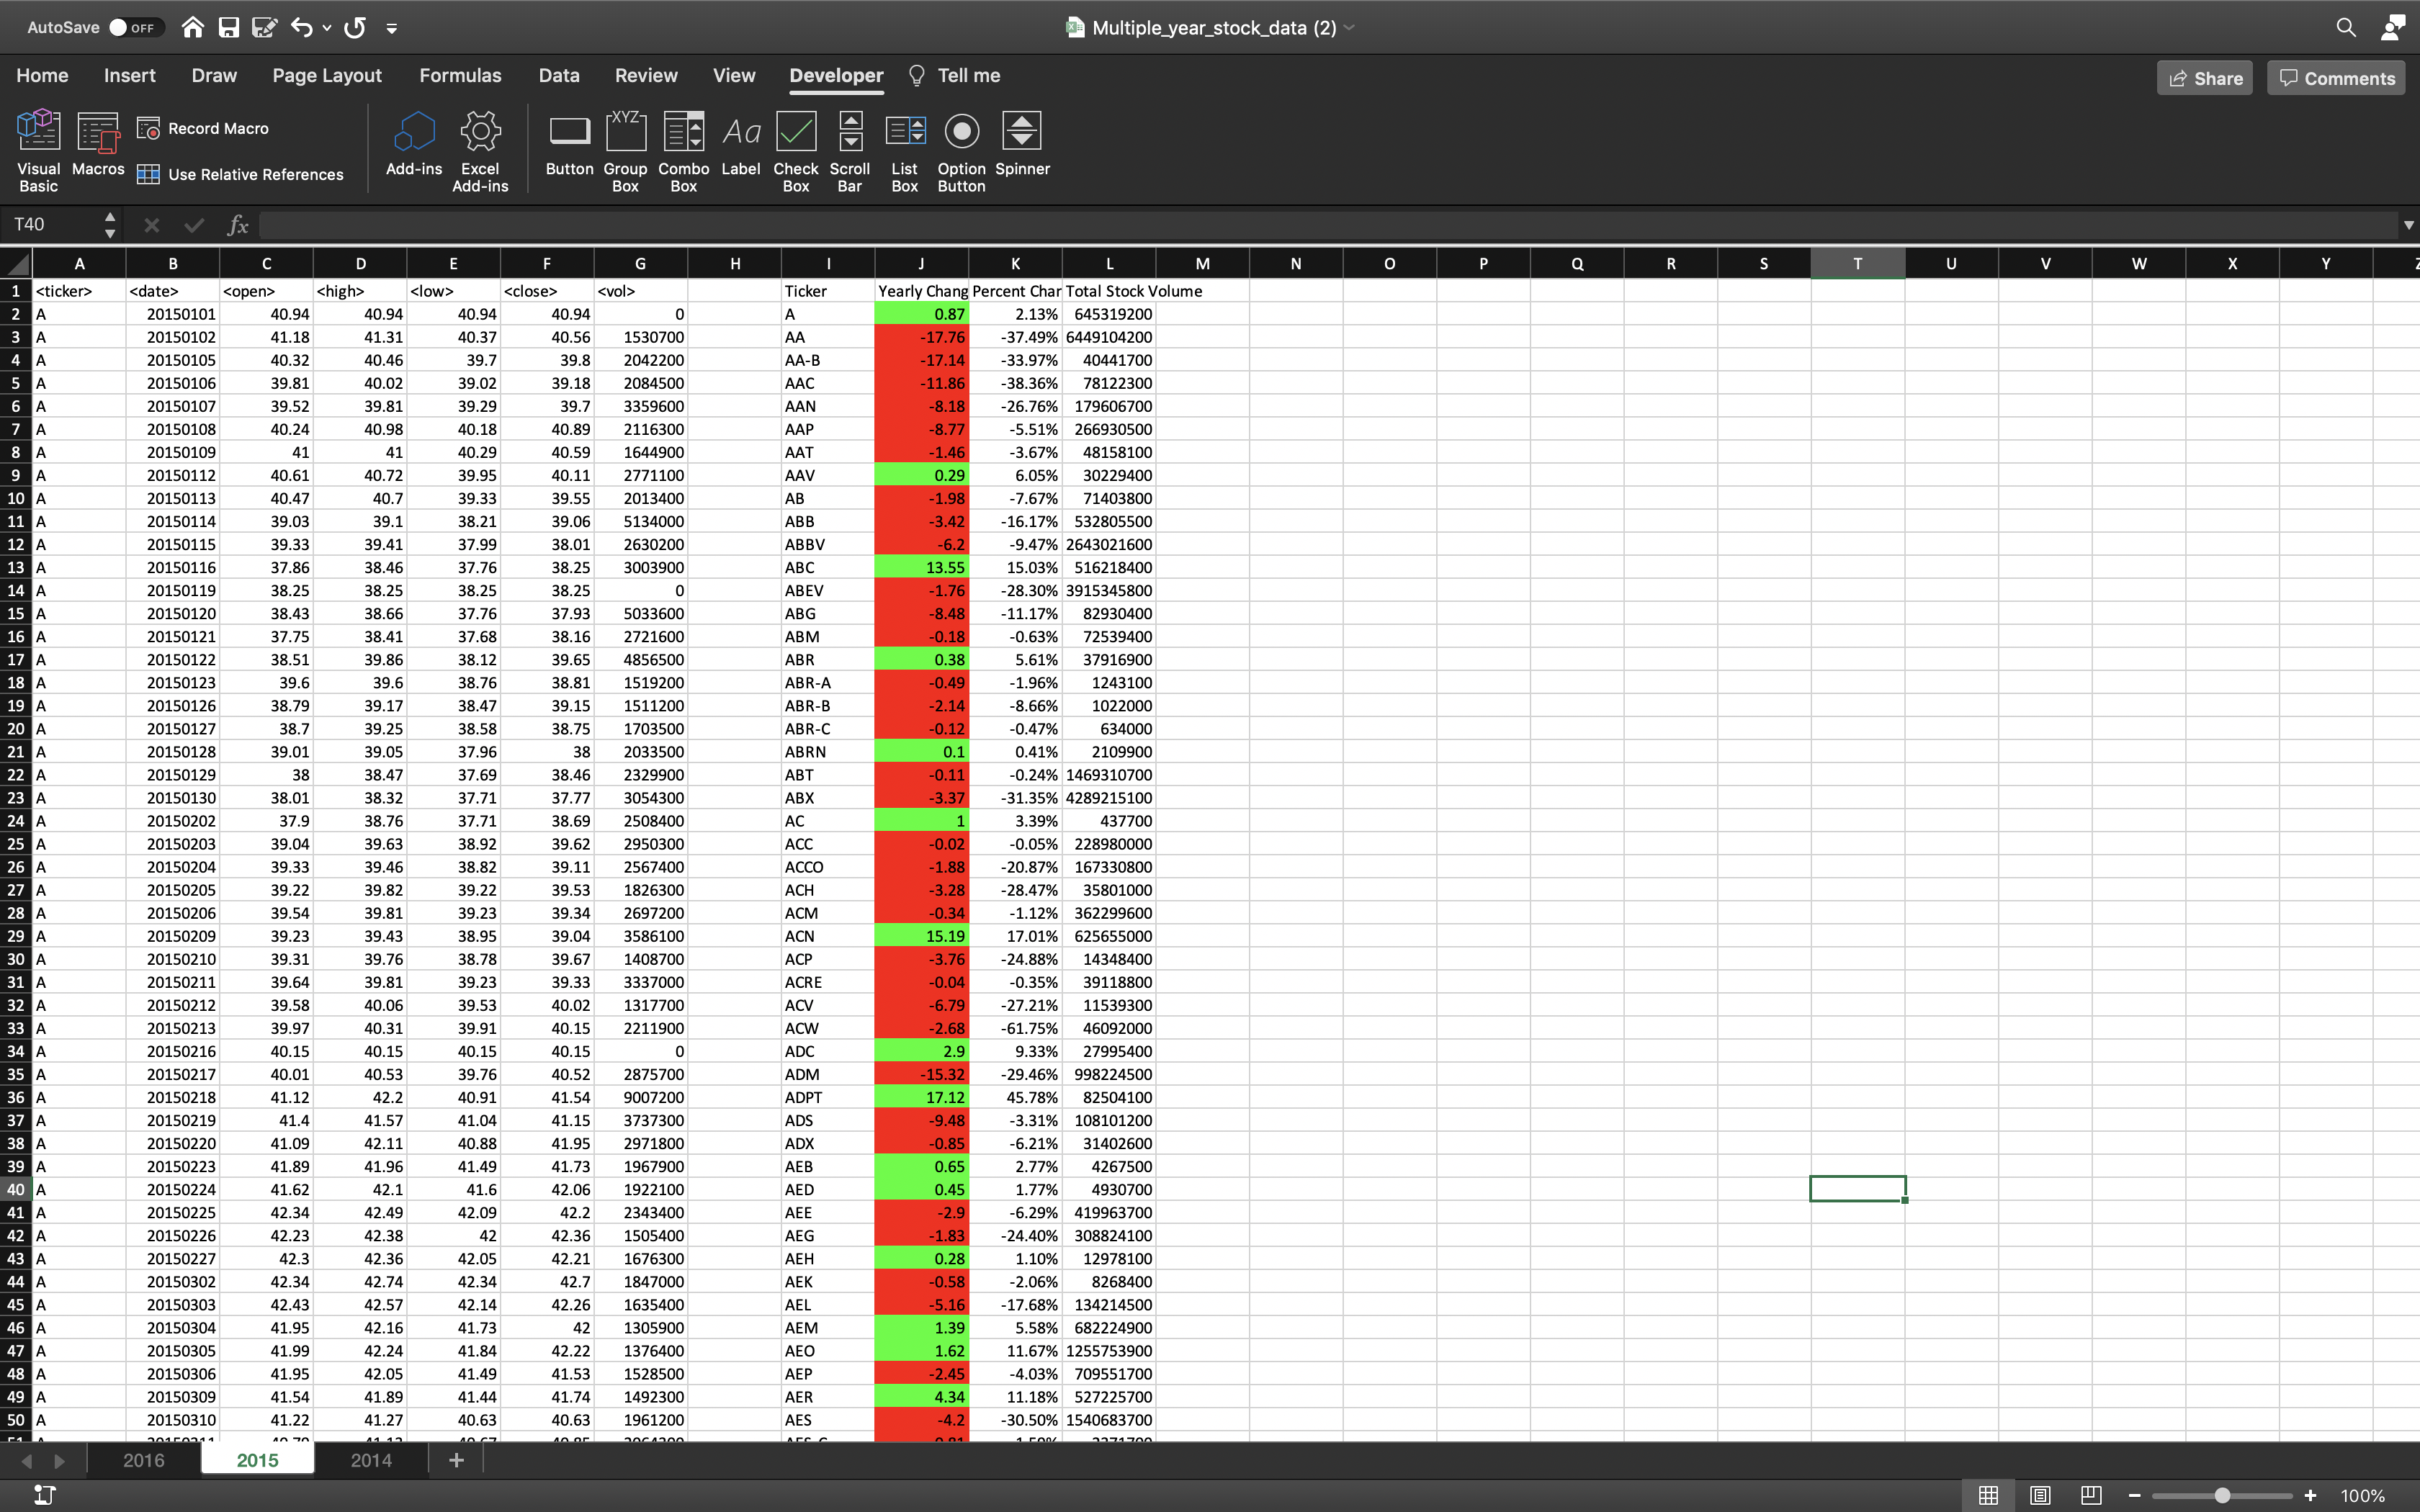 AutoSave OFF Multiple_year_stock_data (2)
Home Insert Draw Page Layout Formulas Data Review View Developer Tell me Share Comments
Visual Basic Macros Record Macro Use Relative References Add-ins Excel Add-ins Button Group Box Combo Box Label Check Box Scroll Bar List Box Option Button Spinner
XYZ Aa
T40 fx
A B C D E F G H I J K L M N O P Q R S T U V W X Y
1 <ticker> <date> <open> <high> <low> <close> <vol> Ticker Yearly Chang Percent Char Total Stock Volume
2 A 20150101 40.94 40.94 40.94 40.94 0 A 0.87 2.13% 645319200
3 A 20150102 41.18 41.31 40.37 40.56 1530700 AA -17.76 -37.49% 6449104200
4 A 20150105 40.32 40.46 39.7 39.8 2042200 AA-B -17.14 -33.97% 40441700
5 A 20150106 39.81 40.02 39.02 39.18 2084500 AAC -11.86 -38.36% 78122300
6 A 20150107 39.52 39.81 39.29 39.7 3359600 AAN -8.18 -26.76% 179606700
7 A 20150108 40.24 40.98 40.18 40.89 2116300 AAP -8.77 -5.51% 266930500
8 A 20150109 41 41 40.29 40.59 1644900 AAT -1.46 -3.67% 48158100
9 A 20150112 40.61 40.72 39.95 40.11 2771100 AAV 0.29 6.05% 30229400
10 A 20150113 40.47 40.7 39.33 39.55 2013400 AB -1.98 -7.67% 71403800
11 A 20150114 39.03 39.1 38.21 39.06 5134000 ABB -3.42 -16.17% 532805500
12 A 20150115 39.33 39.41 37.99 38.01 2630200 ABBV -6.2 -9.47% 2643021600
13 A 20150116 37.86 38.46 37.76 38.25 3003900 ABC 13.55 15.03% 516218400
14 A 20150119 38.25 38.25 38.25 38.25 0 ABEV -1.76 -28.30% 3915345800
15 A 20150120 38.43 38.66 37.76 37.93 5033600 ABG -8.48 -11.17% 82930400
16 A 20150121 37.75 38.41 37.68 38.16 2721600 ABM -0.18 -0.63% 72539400
17 A 20150122 38.51 39.86 38.12 39.65 4856500 ABR 0.38 5.61% 37916900
18 A 20150123 39.6 39.6 38.76 38.81 1519200 ABR-A -0.49 -1.96% 1243100
19 A 20150126 38.79 39.17 38.47 39.15 1511200 ABR-B -2.14 -8.66% 1022000
20 A 20150127 38.7 39.25 38.58 38.75 1703500 ABR-C -0.12 -0.47% 634000
21 A 20150128 39.01 39.05 37.96 38 2033500 ABRN 0.1 0.41% 2109900
22 A 20150129 38 38.47 37.69 38.46 2329900 ABT -0.11 -0.24% 1469310700
23 A 20150130 38.01 38.32 37.71 37.77 3054300 ABX -3.37 -31.35% 4289215100
24 A 20150202 37.9 38.76 37.71 38.69 2508400 AC 1 3.39% 437700
25 A 20150203 39.04 39.63 38.92 39.62 2950300 ACC -0.02 -0.05% 228980000
26 A 20150204 39.33 39.46 38.82 39.11 2567400 ACCO -1.88 -20.87% 167330800
27 A 20150205 39.22 39.82 39.22 39.53 1826300 ACH -3.28 -28.47% 35801000
28 A 20150206 39.54 39.81 39.23 39.34 2697200 ACM -0.34 -1.12% 362299600
29 A 20150209 39.23 39.43 38.95 39.04 3586100 ACN 15.19 17.01% 625655000
30 A 20150210 39.31 39.76 38.78 39.67 1408700 ACP -3.76 -24.88% 14348400
31 A 20150211 39.64 39.81 39.23 39.33 3337000 ACRE -0.04 -0.35% 39118800
32 A 20150212 39.58 40.06 39.53 40.02 1317700 ACV -6.79 -27.21% 11539300
33 A 20150213 39.97 40.31 39.91 40.15 2211900 ACW -2.68 -61.75% 46092000
34 A 20150216 40.15 40.15 40.15 40.15 0 ADC 2.9 9.33% 27995400
35 A 20150217 40.01 40.53 39.76 40.52 2875700 ADM -15.32 -29.46% 998224500
36 A 20150218 41.12 42.2 40.91 41.54 9007200 ADPT 17.12 45.78% 82504100
37 A 20150219 41.4 41.57 41.04 41.15 3737300 ADS -9.48 -3.31% 108101200
38 A 20150220 41.09 42.11 40.88 41.95 2971800 ADX -0.85 -6.21% 31402600
39 A 20150223 41.89 41.96 41.49 41.73 1967900 AEB 0.65 2.77% 4267500
40 A 20150224 41.62 42.1 41.6 42.06 1922100 AED 0.45 1.77% 4930700
41 A 20150225 42.34 42.49 42.09 42.2 2343400 AEE -2.9 -6.29% 419963700
42 A 20150226 42.23 42.38 42 42.36 1505400 AEG -1.83 -24.40% 308824100
43 A 20150227 42.3 42.36 42.05 42.21 1676300 AEH 0.28 1.10% 12978100
44 A 20150302 42.34 42.74 42.34 42.7 1847000 AEK -0.58 -2.06% 8268400
45 A 20150303 42.43 42.57 42.14 42.26 1635400 AEL -5.16 -17.68% 134214500
46 A 20150304 41.95 42.16 41.73 42 1305900 AEM 1.39 5.58% 682224900
47 A 20150305 41.99 42.24 41.84 42.22 1376400 AEO 1.62 11.67% 1255753900
48 A 20150306 41.95 42.05 41.49 41.53 1528500 AEP -2.45 -4.03% 709551700
49 A 20150309 41.54 41.89 41.44 41.74 1492300 AER 4.34 11.18% 527225700
50 A 20150310 41.22 41.27 40.63 40.63 1961200 AES -4.2 -30.50% 1540683700
2016 2015 2014 +
100%